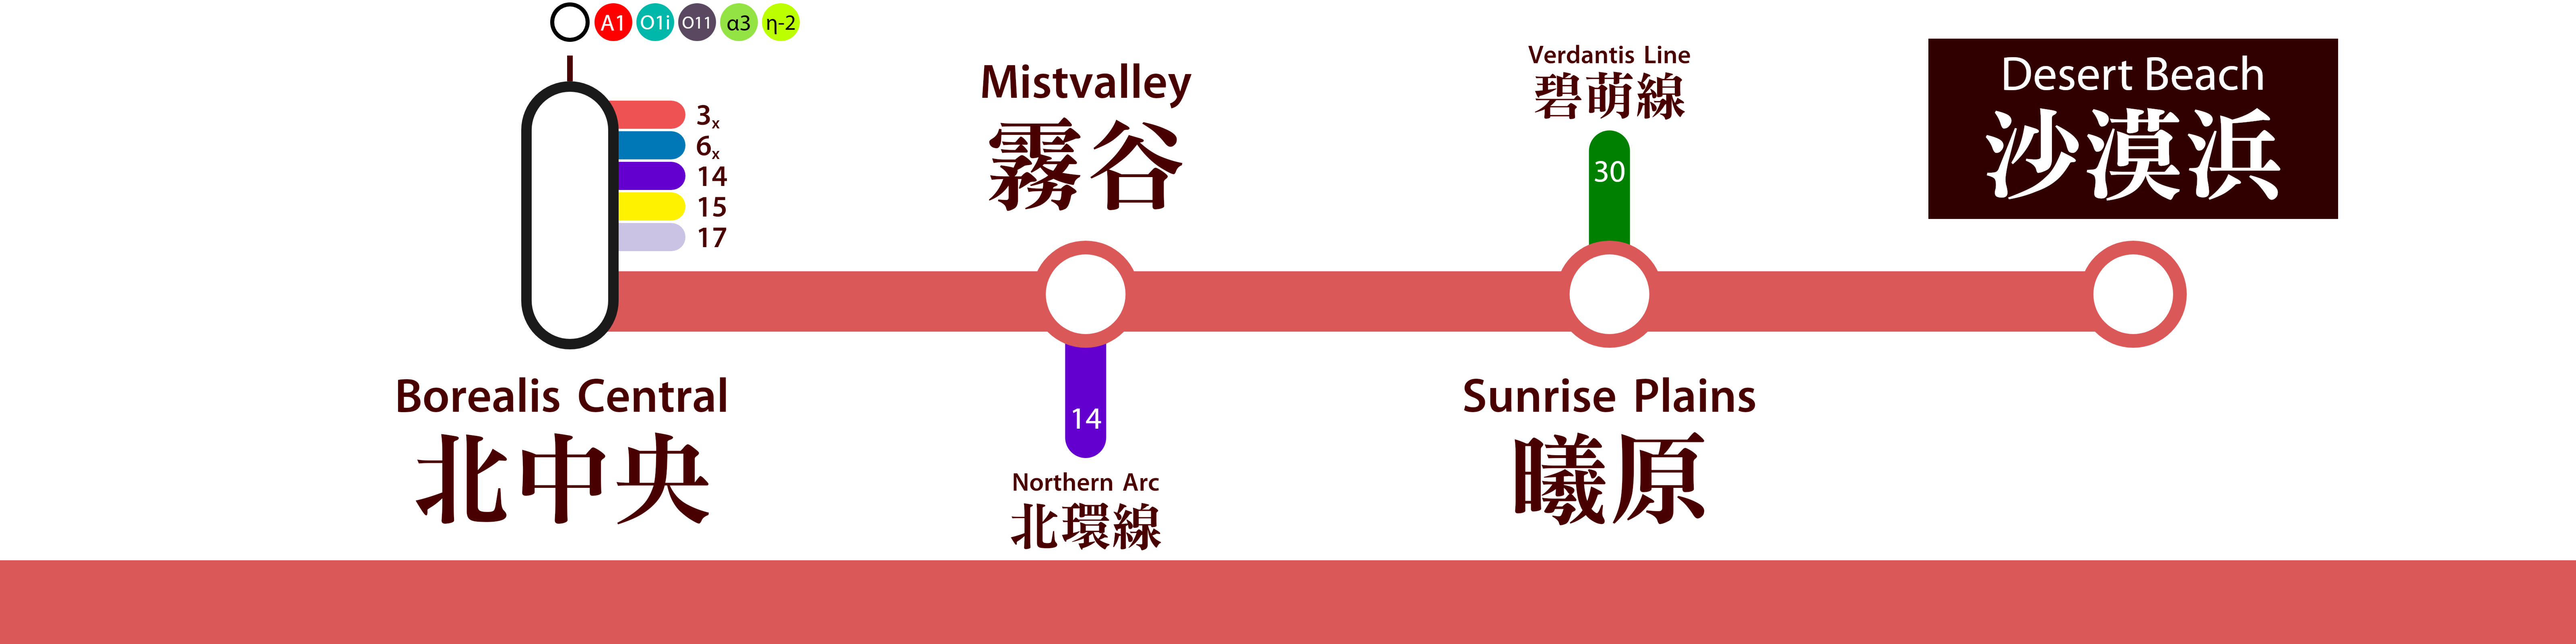 A1 O1i O11 α3 η-2
3x
6x
14
15
17
Borealis Central
北中央
Mistvalley
霧谷
14
Northern Arc
北環線
Verdantis Line
碧萌線
30
Sunrise Plains
曦原
Desert Beach
沙漠浜